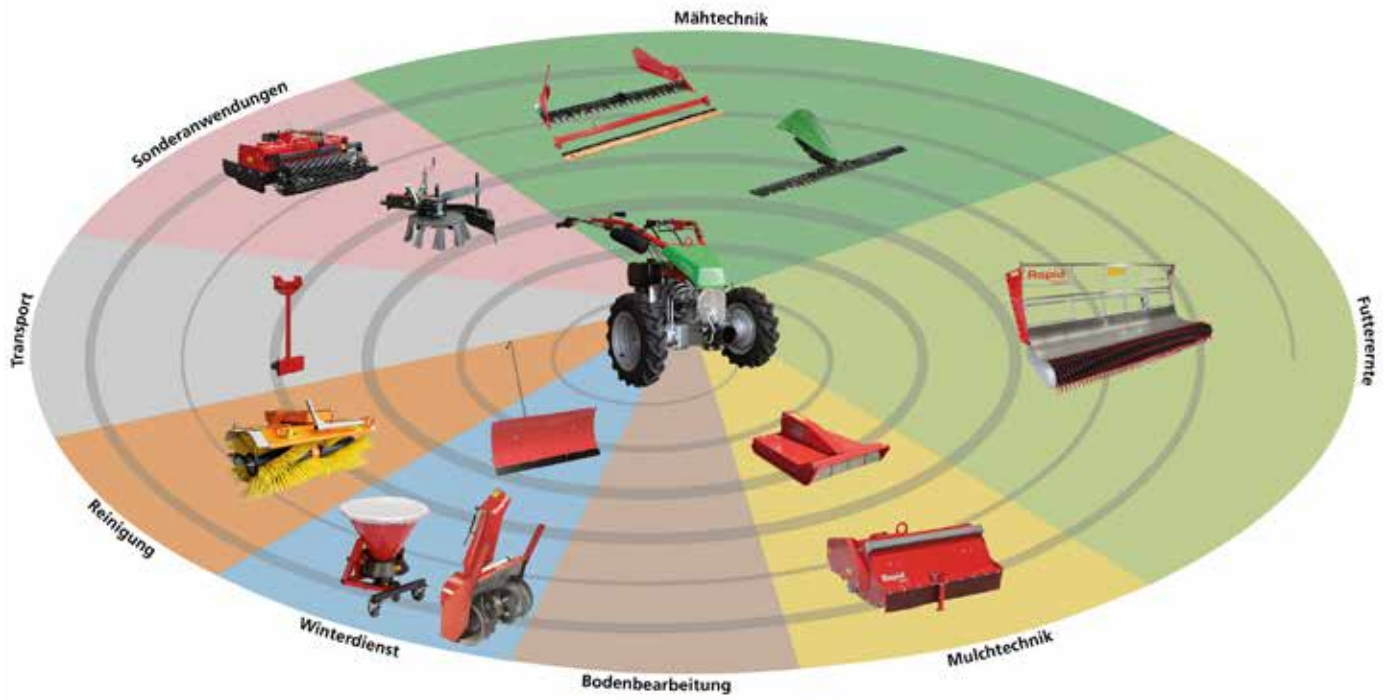 Mähtechnik
Sonderanwendungen
Transport
Futterernte
Rapid
Reinigung
Winterdienst
Rapid
Mulchtechnik
Bodenbearbeitung